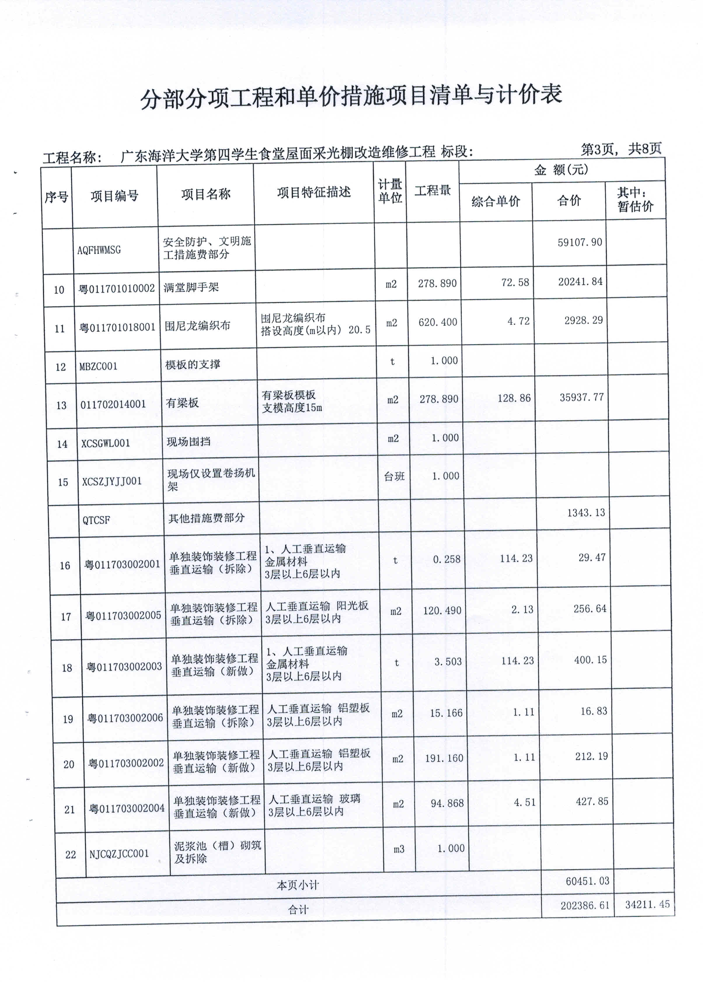 分部分项工程和单价措施项目清单与计价表
工程名称： 广东海洋大学第四学生食堂屋面采光棚改造维修工程 标段： 第3页，共8页
序号 项目编号 项目名称 项目特征描述 计量单位 工程量 金 额(元)
综合单价 合价 其中：暂估价
AQFHWMSG 安全防护、文明施工措施费部分 59107.90
10 粤011701010002 满堂脚手架 m2 278.890 72.58 20241.84
11 粤011701018001 围尼龙编织布 围尼龙编织布 搭设高度(m以内) 20.5 m2 620.400 4.72 2928.29
12 MBZC001 模板的支撑 t 1.000
13 011702014001 有梁板 有梁板模板 支模高度15m m2 278.890 128.86 35937.77
14 XCSGWL001 现场围挡 m2 1.000
15 XCSZJYJJ001 现场仅设置卷扬机架 台班 1.000
QTCSF 其他措施费部分 1343.13
16 粤011703002001 单独装饰装修工程垂直运输（拆除） 1、人工垂直运输 金属材料 3层以上6层以内 t 0.258 114.23 29.47
17 粤011703002005 单独装饰装修工程垂直运输（拆除） 人工垂直运输 阳光板 3层以上6层以内 m2 120.490 2.13 256.64
18 粤011703002003 单独装饰装修工程垂直运输（新做） 1、人工垂直运输 金属材料 3层以上6层以内 t 3.503 114.23 400.15
19 粤011703002006 单独装饰装修工程垂直运输（拆除） 人工垂直运输 铝塑板 3层以上6层以内 m2 15.166 1.11 16.83
20 粤011703002002 单独装饰装修工程垂直运输（新做） 人工垂直运输 铝塑板 3层以上6层以内 m2 191.160 1.11 212.19
21 粤011703002004 单独装饰装修工程垂直运输（新做） 人工垂直运输 玻璃 3层以上6层以内 m2 94.868 4.51 427.85
22 NJCQZJCC001 泥浆池（槽）砌筑及拆除 m3 1.000
本页小计 60451.03
合计 202386.61 34211.45